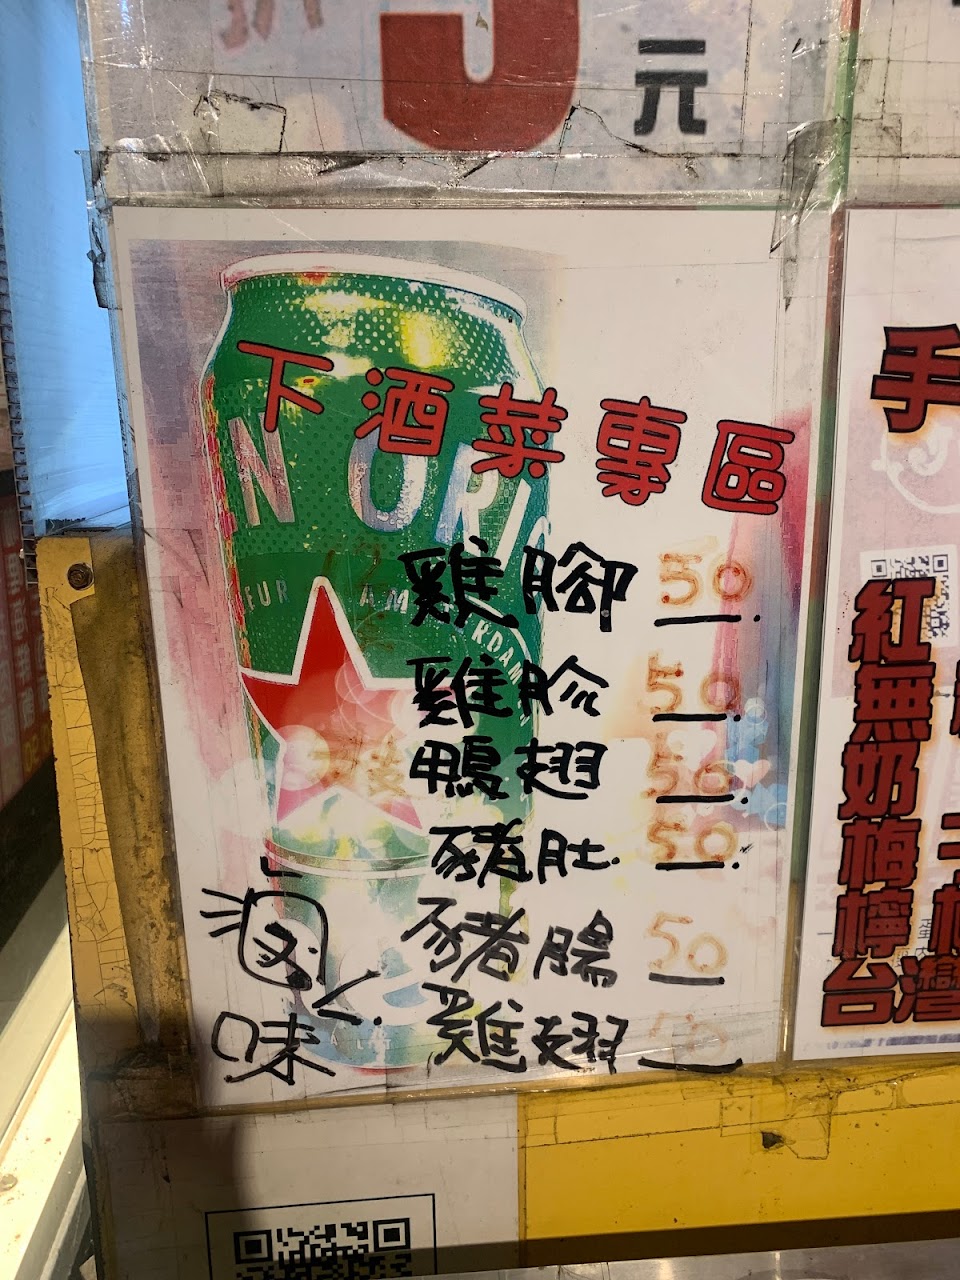 元
下酒菜專區
雞腳 50
雞胗 50
鴨翅 50
豬肚 50
豬腸 50
雞翅 50
滷味
手
紅
無
奶
梅
檸
台灣